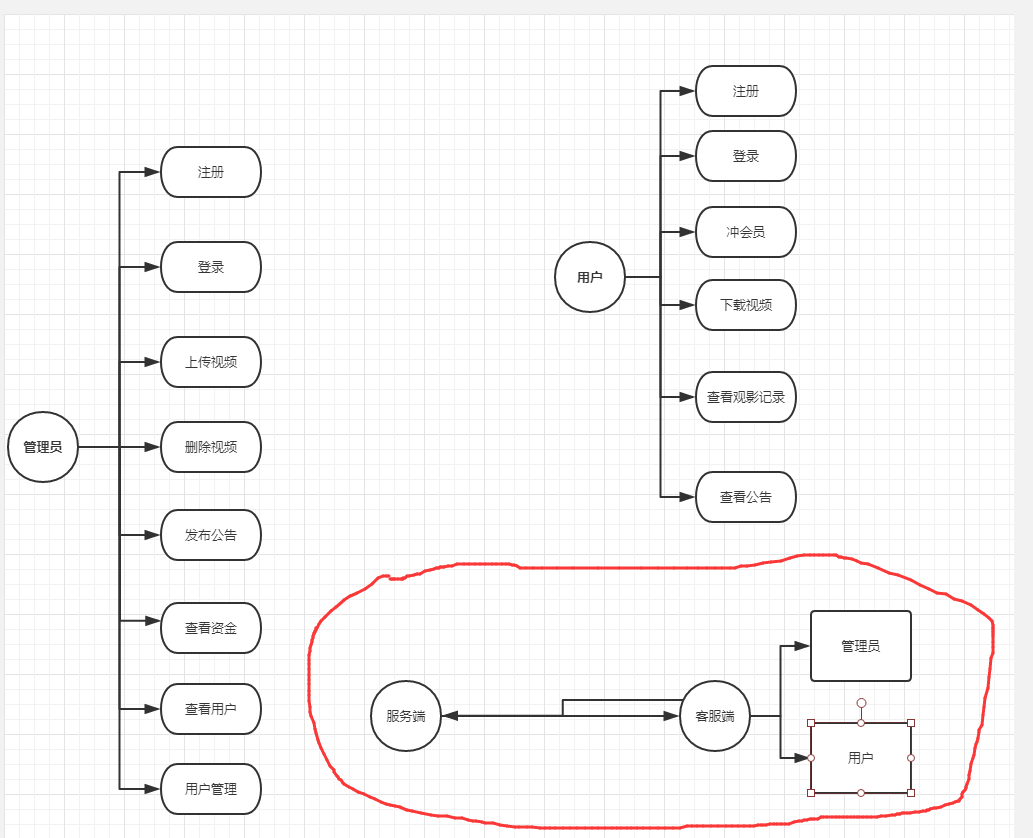 管理员
注册
登录
上传视频
删除视频
发布公告
查看资金
查看用户
用户管理
用户
注册
登录
冲会员
下载视频
查看观影记录
查看公告
服务端
客服端
管理员
用户